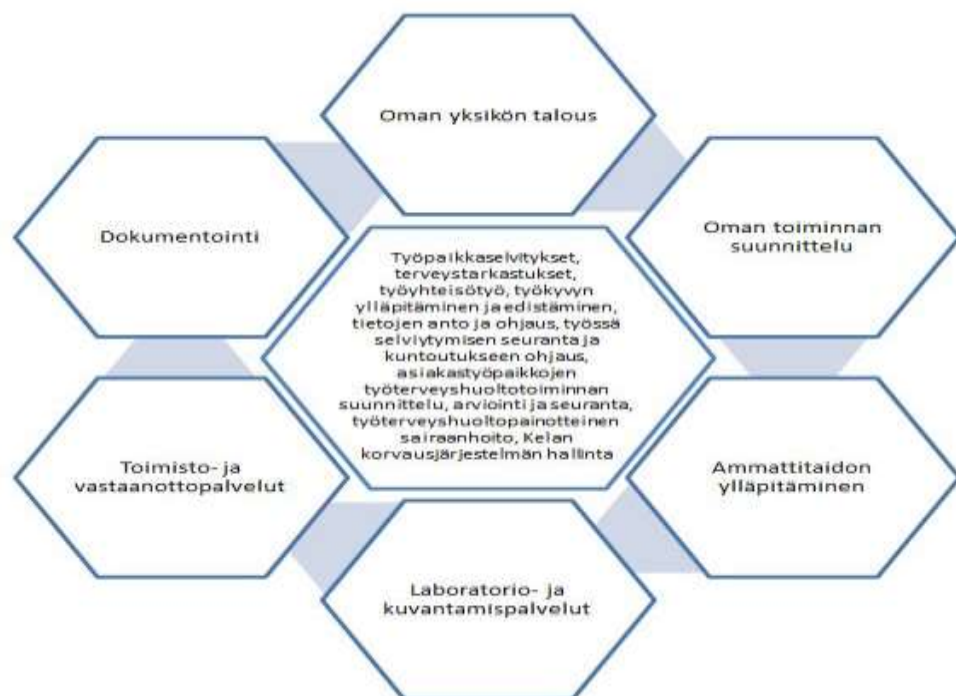 Oman yksikön talous
Dokumentointi
Oman toiminnan
suunnittelu
Työpaikkaselvitykset,
terveystarkastukset,
työyhteisötyö, työkyvyn
ylläpitäminen ja edistäminen,
tietojen anto ja ohjaus, työssä
selviytymisen seuranta ja
kuntoutukseen ohjaus,
asiakastyöpaikkojen
työterveyshuoltotoiminnan
suunnittelu, arviointi ja seuranta,
työterveyshuoltopainotteinen
sairaanhoito, Kelan
korvausjärjestelmän hallinta
Toimisto- ja
vastaanottopalvelut
Ammattitaidon
ylläpitäminen
Laboratorio- ja
kuvantamispalvelut